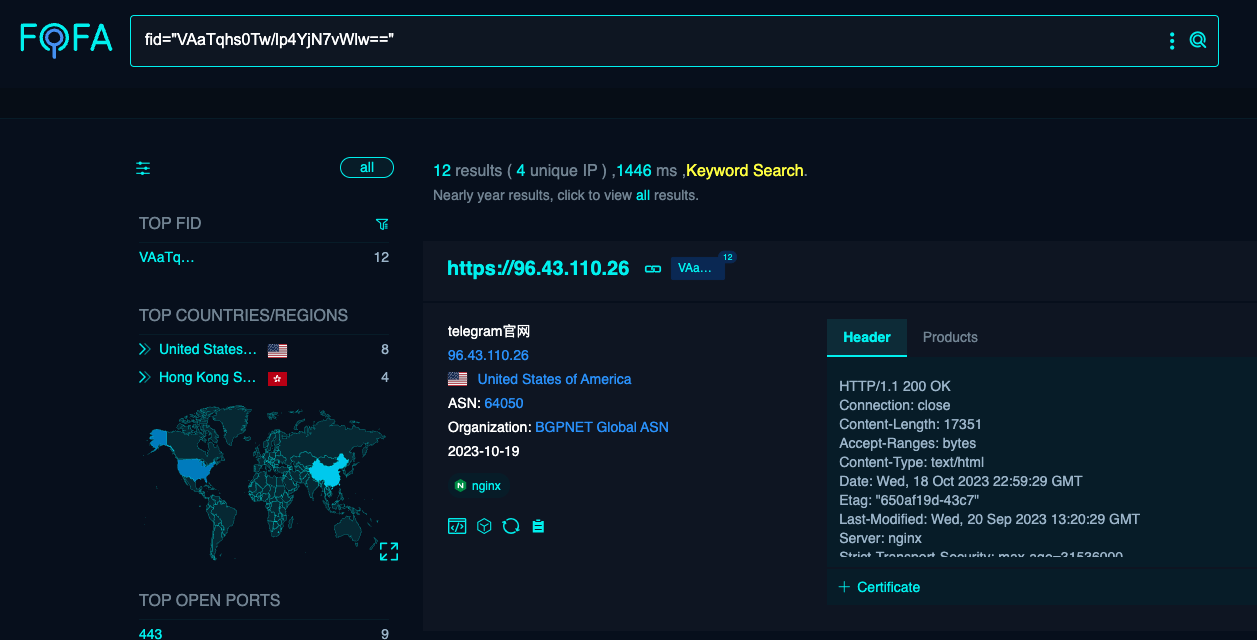 FOFA
fid="VAaTqhs0Tw/lp4YjN7vWlw=="
all
12 results ( 4 unique IP ) ,1446 ms ,Keyword Search.
Nearly year results, click to view all results.
TOP FID
VAaTq... 12
TOP COUNTRIES/REGIONS
United States... 8
Hong Kong S... 4
TOP OPEN PORTS
443 9
https://96.43.110.26 VAa... 12
telegram官网
96.43.110.26
United States of America
ASN: 64050
Organization: BGPNET Global ASN
2023-10-19
N nginx
Header Products
HTTP/1.1 200 OK
Connection: close
Content-Length: 17351
Accept-Ranges: bytes
Content-Type: text/html
Date: Wed, 18 Oct 2023 22:59:29 GMT
Etag: "650af19d-43c7"
Last-Modified: Wed, 20 Sep 2023 13:20:29 GMT
Server: nginx
Strict-Transport-Security: max-age=31536000
+ Certificate